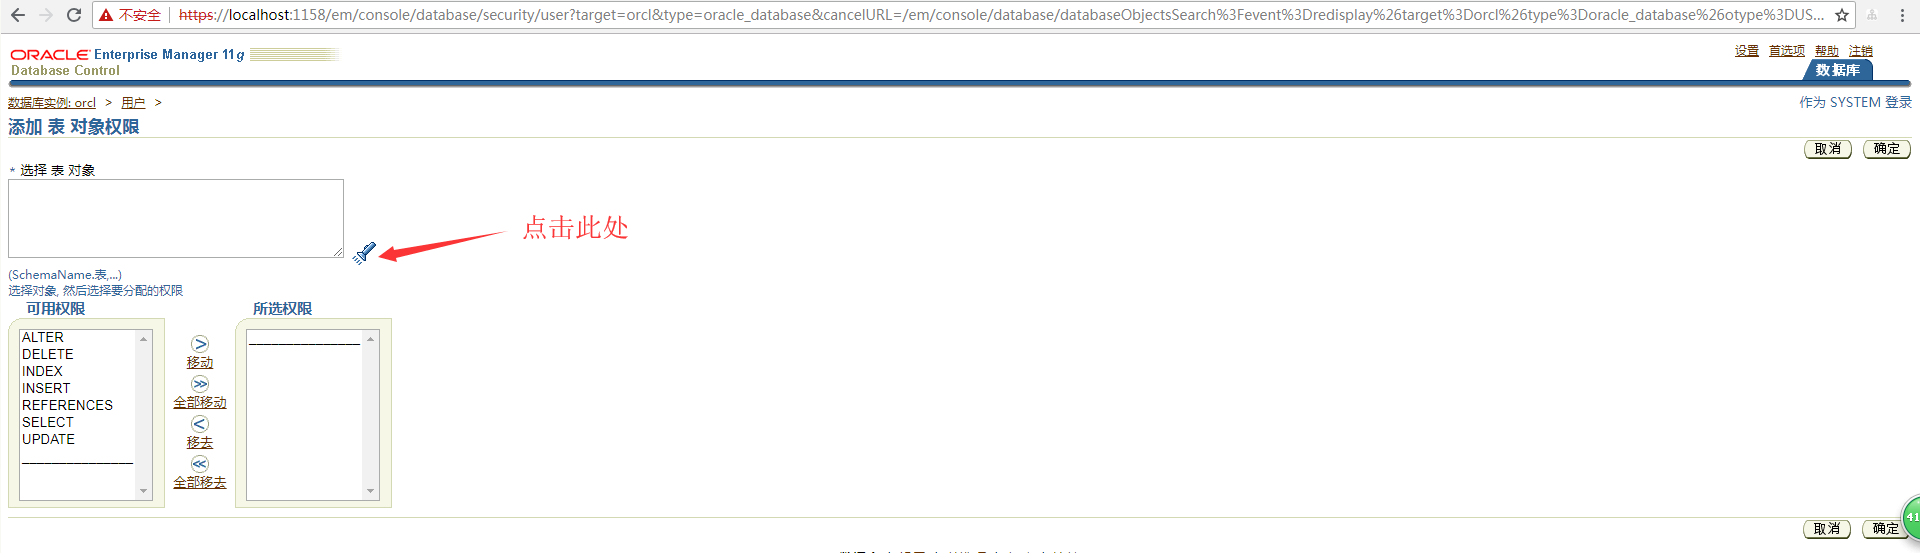 不安全 https://localhost:1158/em/console/database/security/user?target=orcl&type=oracle_database&cancelURL=/em/console/database/databaseObjectsSearch%3Fevent%3Dredisplay%26target%3Dorcl%26type%3Doracle_database%26otype%3DUS...
ORACLE Enterprise Manager 11g
Database Control
设置 首选项 帮助 注销
数据库
数据库实例: orcl > 用户 >
作为 SYSTEM 登录
添加 表 对象权限
取消 确定
* 选择 表 对象
点击此处
(SchemaName.表,...)
选择对象, 然后选择要分配的权限
可用权限
所选权限
ALTER
DELETE
INDEX
INSERT
REFERENCES
SELECT
UPDATE
移动
全部移动
移去
全部移去
取消 确定
41